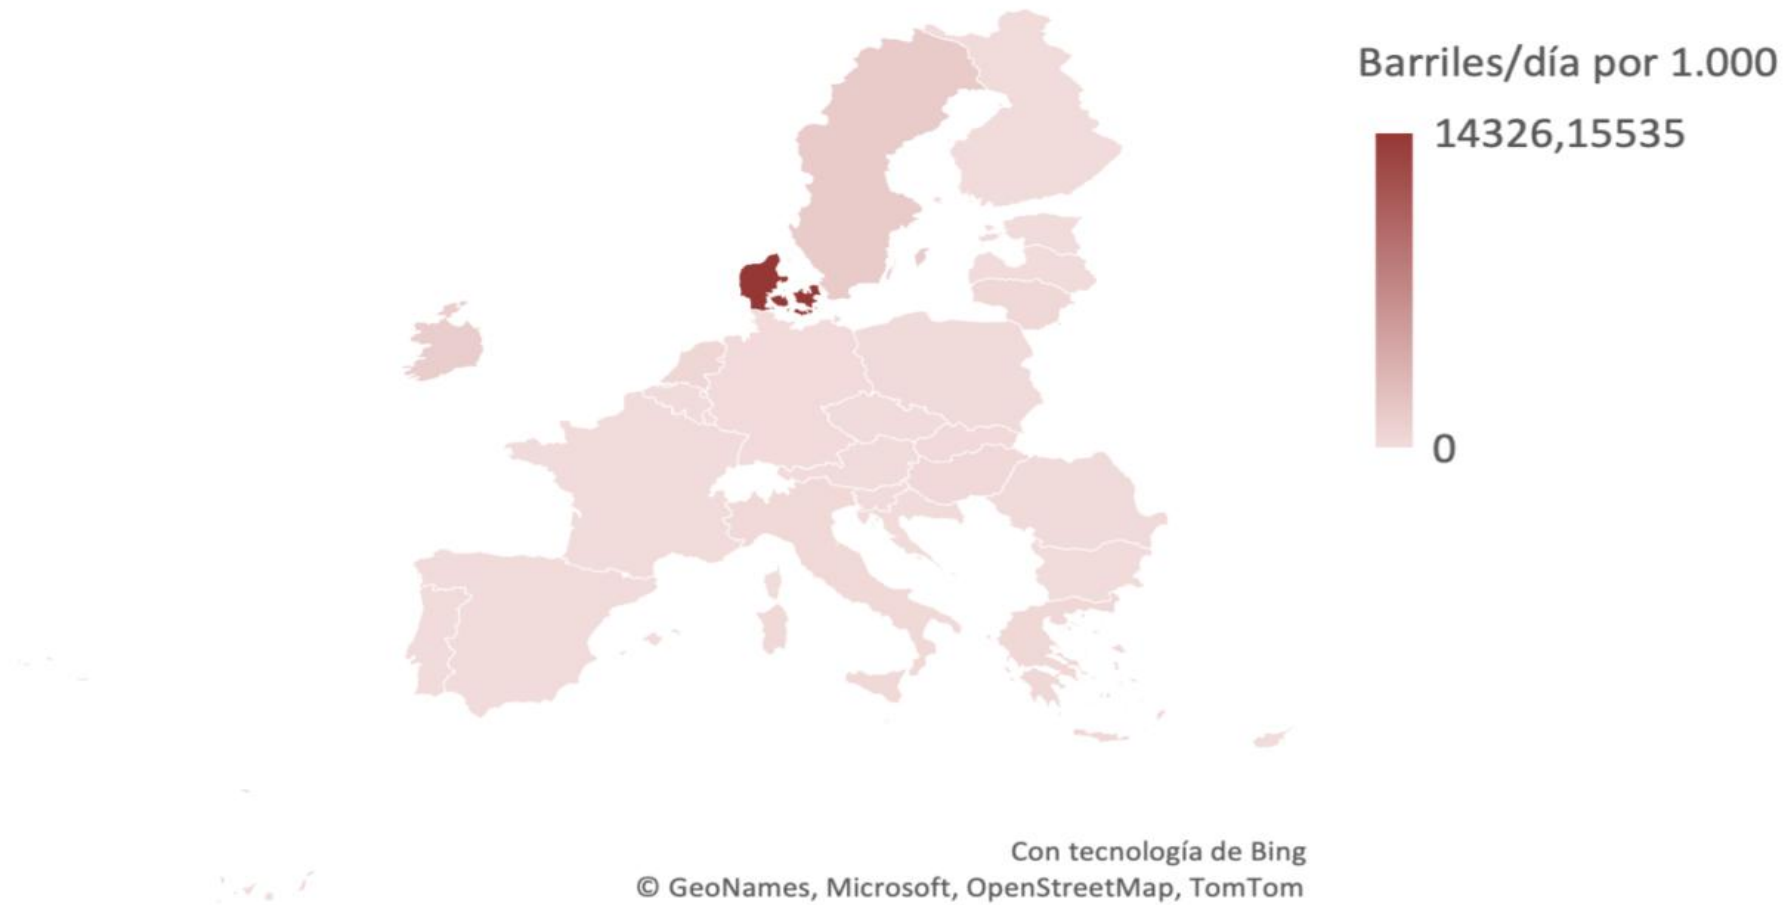 Barriles/día por 1.000
14326,15535
0
Con tecnología de Bing
© GeoNames, Microsoft, OpenStreetMap, TomTom